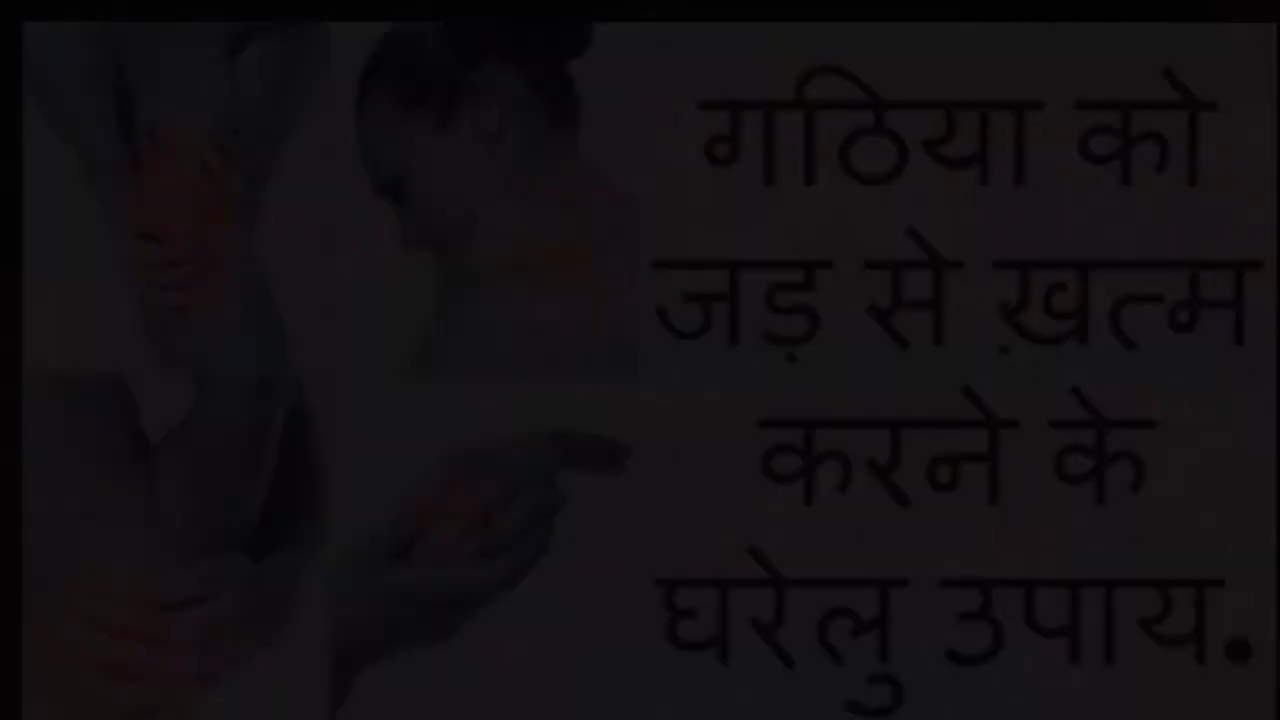 गठिया को
जड़ से ख़त्म
करने के
घरेलु उपाय.